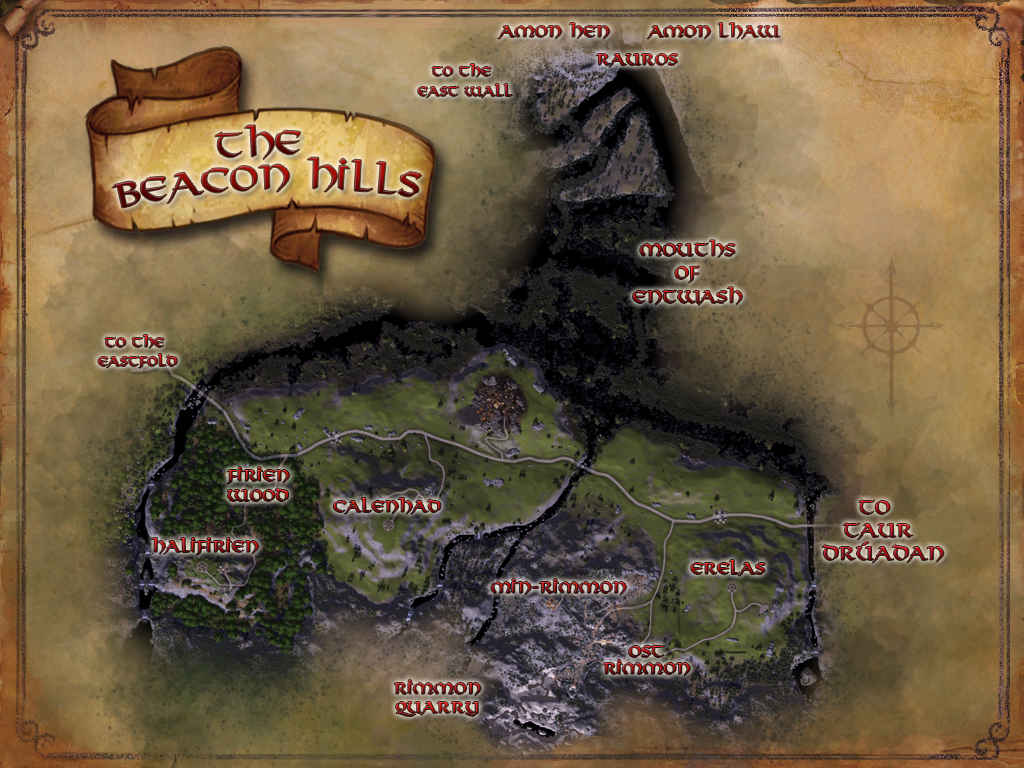 THE
BEACON HILLS
AMON HEN
AMON LHAW
RAUROS
TO THE
EAST WALL
MOUTHS
OF
ENTWASH
TO THE
EASTFOLD
FIRIEN
WOOD
CALENHAD
HALIFIRIEN
TO
TAUR
DRÚADAN
ERELAS
MIN-RIMMON
OST
RIMMON
RIMMON
QUARRY